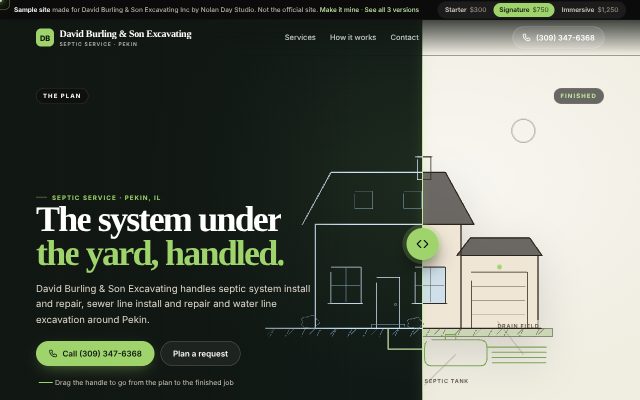 Sample site made for David Burling & Son Excavating Inc by Nolan Day Studio. Not the official site. Make it mine · See all 3 versions
Starter $300 Signature $750 Immersive $1,250
DB David Burling & Son Excavating
SEPTIC SERVICE · PEKIN
Services How it works Contact
(309) 347-6368
THE PLAN
FINISHED
SEPTIC SERVICE · PEKIN, IL
The system under
the yard, handled.
David Burling & Son Excavating handles septic system install
and repair, sewer line install and repair and water line
excavation around Pekin.
Call (309) 347-6368 Plan a request
Drag the handle to go from the plan to the finished job
DRAIN FIELD
SEPTIC TANK